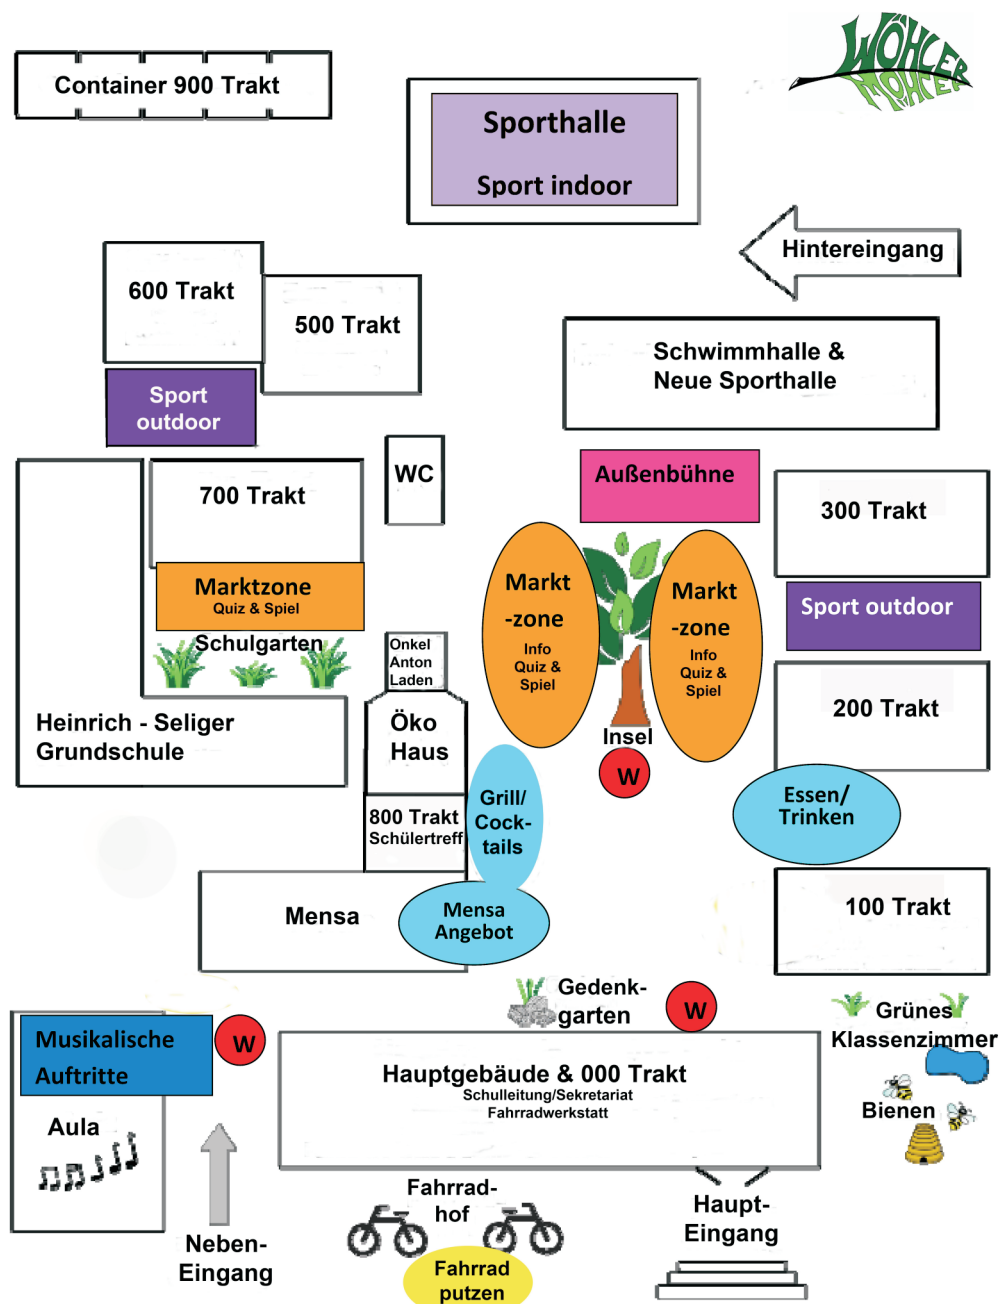 WÖHLER
MOHLER
Container 900 Trakt
Sporthalle
Sport indoor
Hintereingang
600 Trakt
500 Trakt
Schwimmhalle &
Neue Sporthalle
Sport
outdoor
WC
Außenbühne
700 Trakt
300 Trakt
Marktzone
Quiz & Spiel
Markt
-zone
Info
Quiz &
Spiel
Markt
-zone
Info
Quiz &
Spiel
Sport outdoor
Schulgarten
Onkel
Anton
Laden
Heinrich - Seliger
Grundschule
Öko
Haus
Insel
W
200 Trakt
800 Trakt
Schülertreff
Grill/
Cock-
tails
Essen/
Trinken
Mensa
Mensa
Angebot
100 Trakt
Gedenk-
garten
W
Grünes
Klassenzimmer
Musikalische
Auftritte
W
Hauptgebäude & 000 Trakt
Schulleitung/Sekretariat
Fahrradwerkstatt
Bienen
Aula
Fahrrad-
hof
Haupt-
Eingang
Neben-
Eingang
Fahrrad
putzen